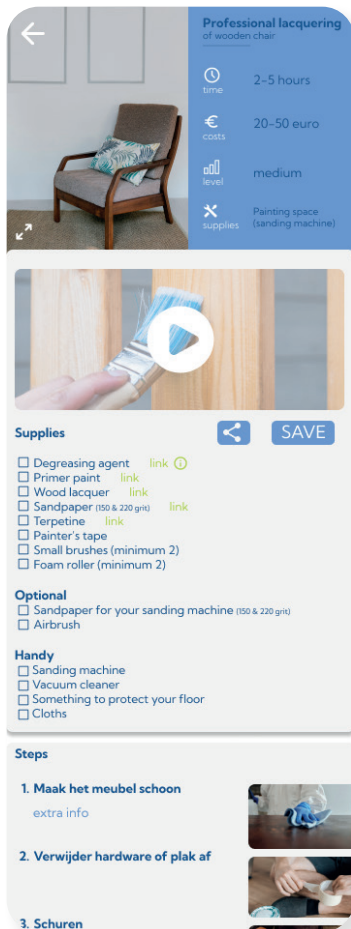 Professional lacquering
of wooden chair
time
2-5 hours
€
costs
20-50 euro
level
medium
supplies
Painting space
(sanding machine)
Supplies
SAVE
Degreasing agent link i
Primer paint link
Wood lacquer link
Sandpaper (150 & 220 grit) link
Terpetine link
Painter's tape
Small brushes (minimum 2)
Foam roller (minimum 2)
Optional
Sandpaper for your sanding machine (150 & 220 grit)
Airbrush
Handy
Sanding machine
Vacuum cleaner
Something to protect your floor
Cloths
Steps
1. Maak het meubel schoon
extra info
2. Verwijder hardware of plak af
3. Schuren